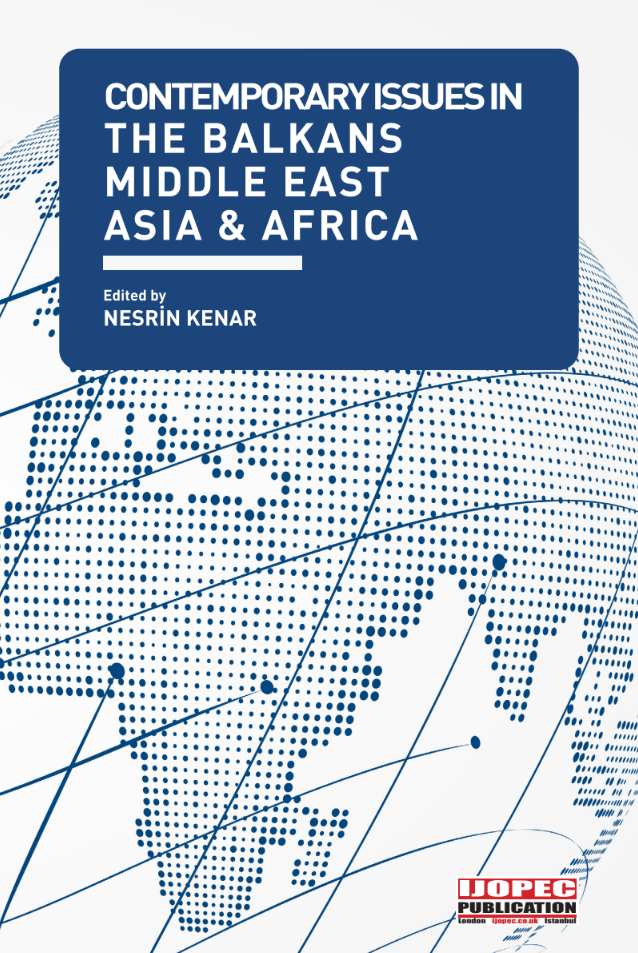 CONTEMPORARY ISSUES IN
THE BALKANS
MIDDLE EAST
ASIA & AFRICA
Edited by
NESRİN KENAR
IJOPEC
PUBLICATION
London ijopec.co.uk Istanbul